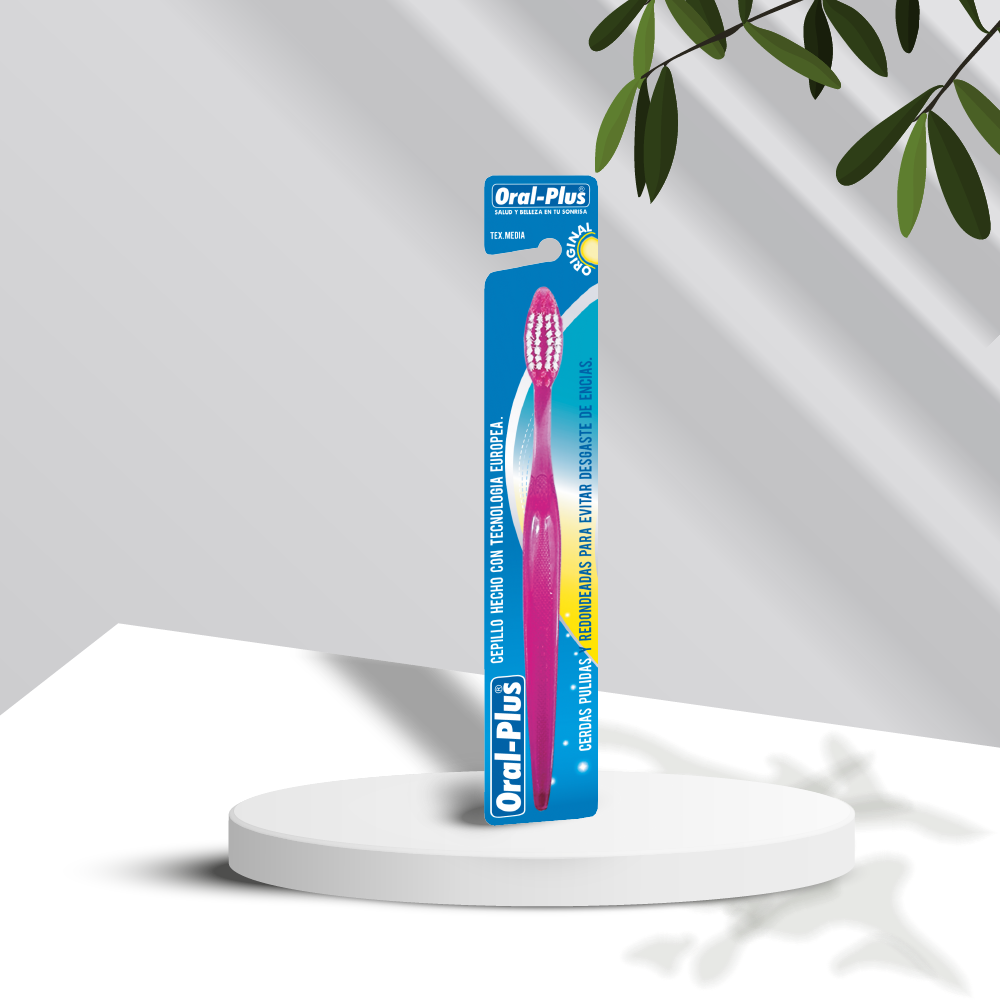 Oral-Plus®
SALUD Y BELLEZA EN TU SONRISA
TEX.MEDIA
ORIGINAL
CEPILLO HECHO CON TECNOLOGIA EUROPEA.
CERDAS PULIDAS Y REDONDEADAS PARA EVITAR DESGASTE DE ENCIAS.
Oral-Plus®